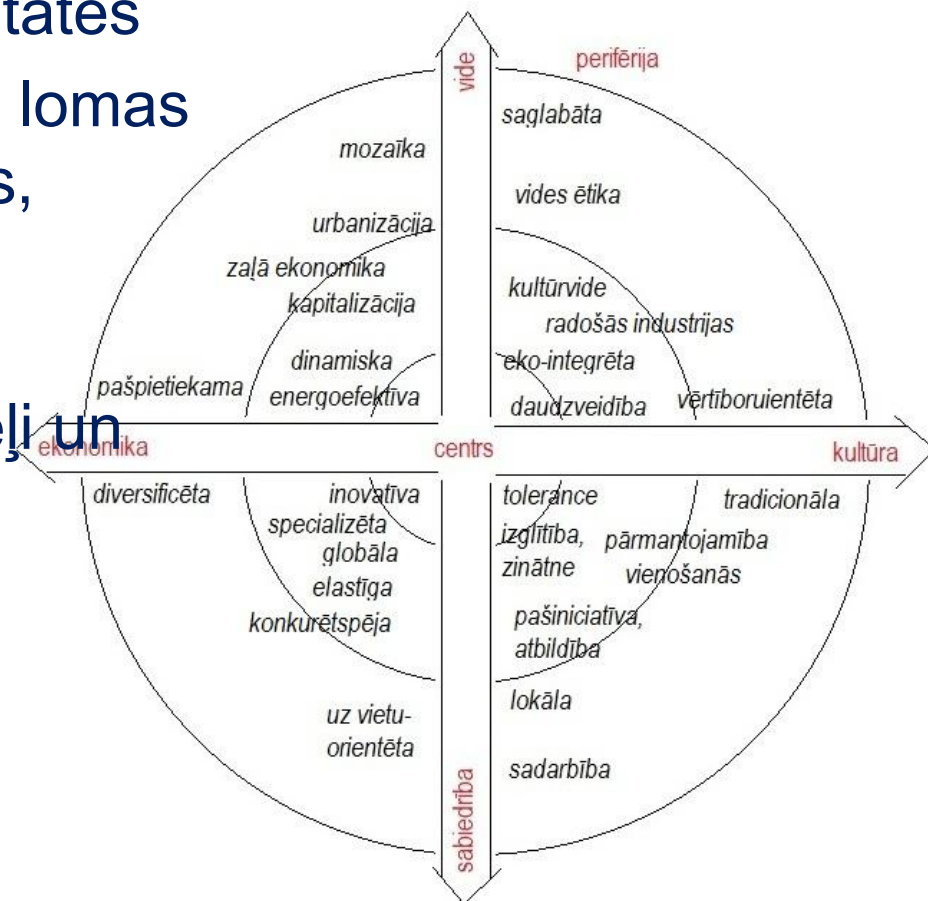 tātes
lomas
s,
ļi un
vide
perifērija
saglabāta
mozaīka
vides ētika
urbanizācija
zaļā ekonomika
kapitalizācija
kultūrvide
radošās industrijas
dinamiska
eko-integrēta
pašpietiekama
energoefektīva
daudzveidība
vērtīboruientēta
ekonomika
centrs
kultūra
diversificēta
inovatīva
tolerance
tradicionāla
specializēta
izglītība,
pārmantojamība
globāla
zinātne
vienošanās
elastīga
konkurētspēja
pašiniciatīva,
atbildība
lokāla
uz vietu-
orientēta
sadarbība
sabiedrība